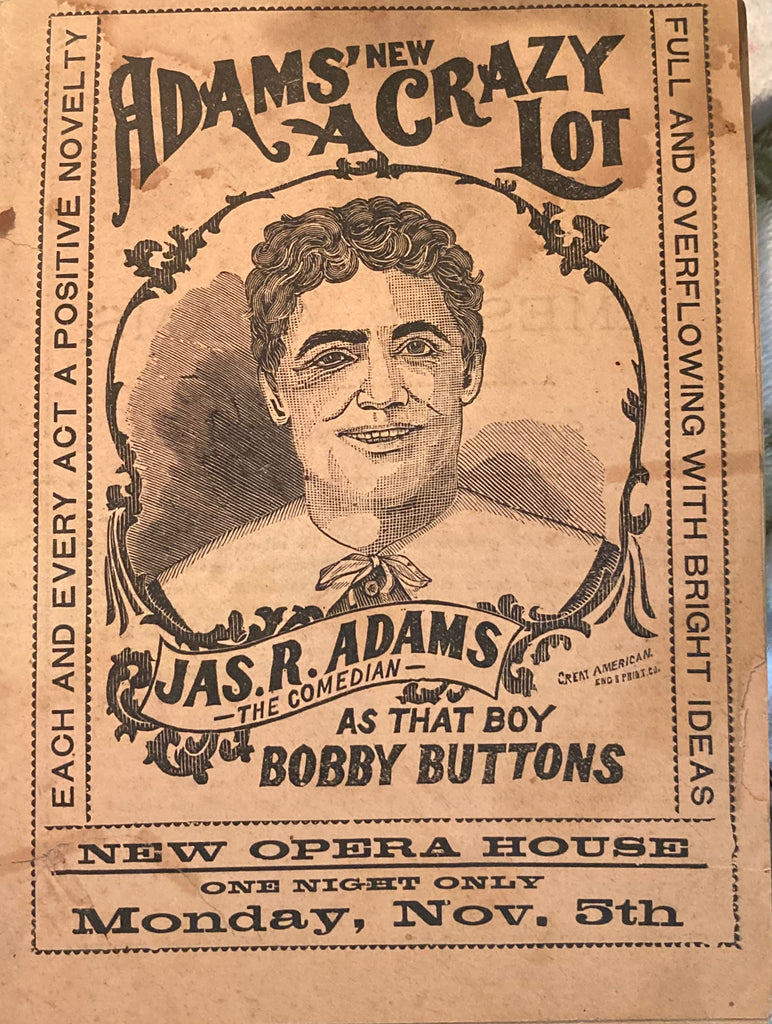 ADAMS' NEW
A CRAZY
LOT
EACH AND EVERY ACT A POSITIVE NOVELTY
FULL AND OVERFLOWING WITH BRIGHT IDEAS
JAS. R. ADAMS
—THE COMEDIAN—
GREAT AMERICAN
ENG & PRINT. CO.
AS THAT BOY
BOBBY BUTTONS
NEW OPERA HOUSE
ONE NIGHT ONLY
Monday, Nov. 5th